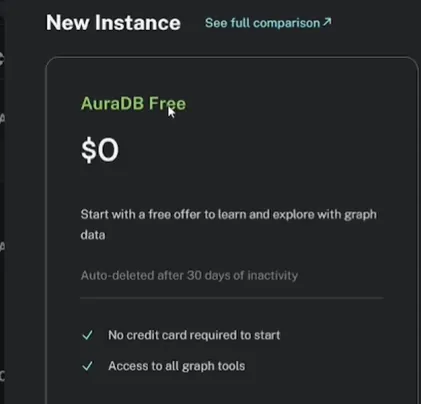 New Instance See full comparison↗
AuraDB Free
$0
Start with a free offer to learn and explore with graph
data
Auto-deleted after 30 days of inactivity
✓ No credit card required to start
✓ Access to all graph tools